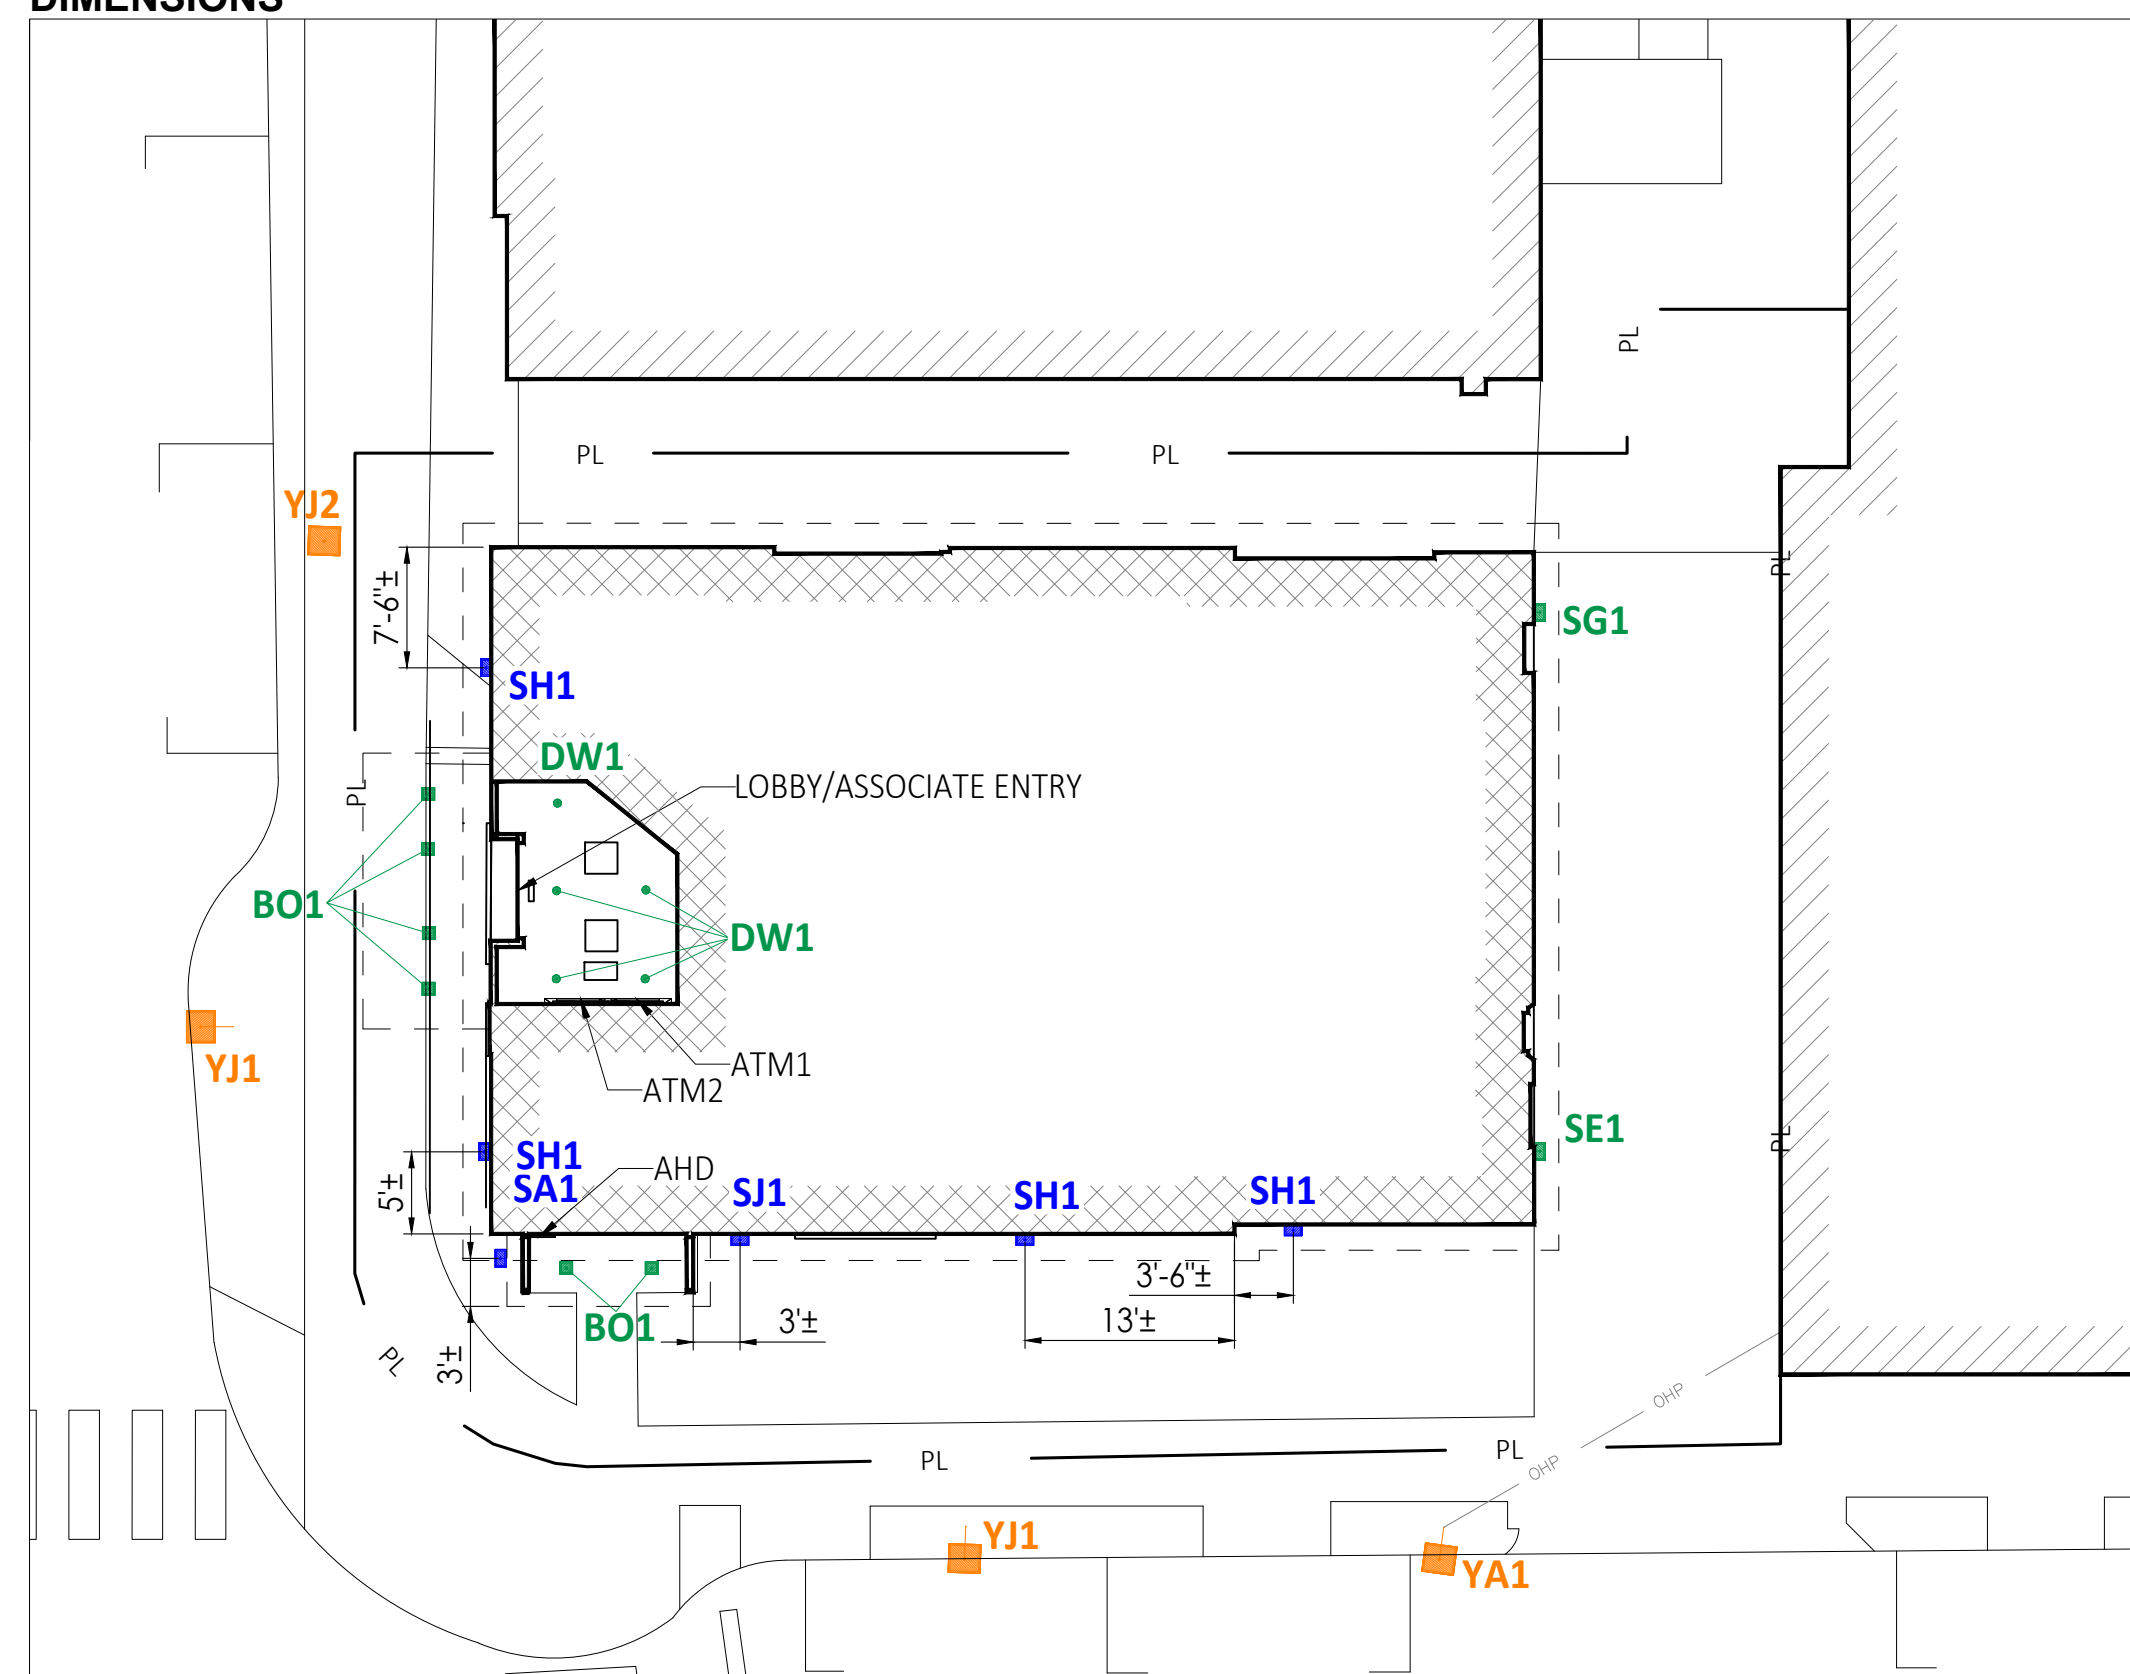 DIMENSIONS
PL
PL
PL
YJ2
PL
7'-6"±
SG1
SH1
DW1
LOBBY/ASSOCIATE ENTRY
PL
BO1
DW1
YJ1
ATM1
ATM2
SE1
PL
SH1
AHD
SA1
SJ1
SH1
SH1
5'±
3'-6"±
BO1
3'±
13'±
3'±
PL
OHP
PL
PL
OHP
YJ1
YA1